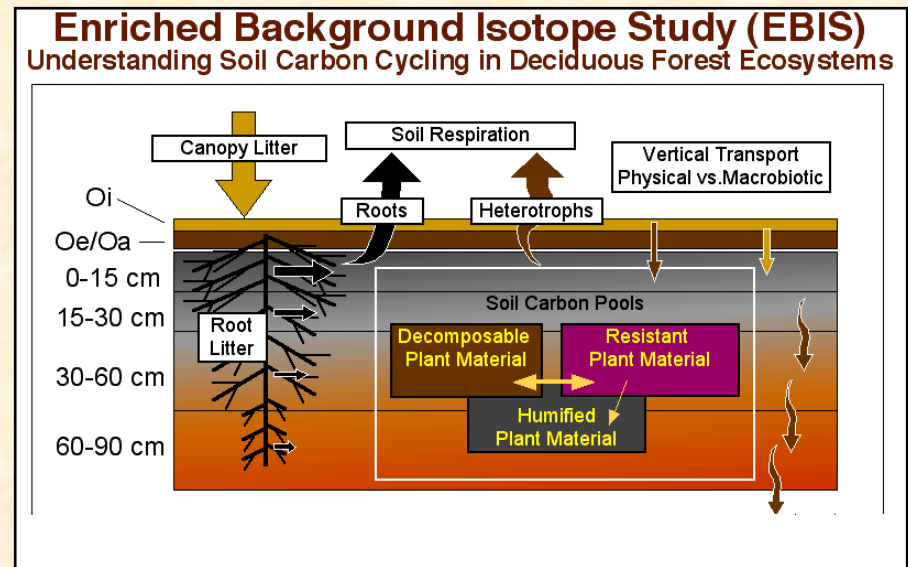 Enriched Background Isotope Study (EBIS)
Understanding Soil Carbon Cycling in Deciduous Forest Ecosystems
Canopy Litter
Soil Respiration
Vertical Transport
Physical vs.Macrobiotic
Oi
Roots
Heterotrophs
Oe/Oa
0-15 cm
15-30 cm
30-60 cm
60-90 cm
Root
Litter
Soil Carbon Pools
Decomposable
Plant Material
Resistant
Plant Material
Humified
Plant Material